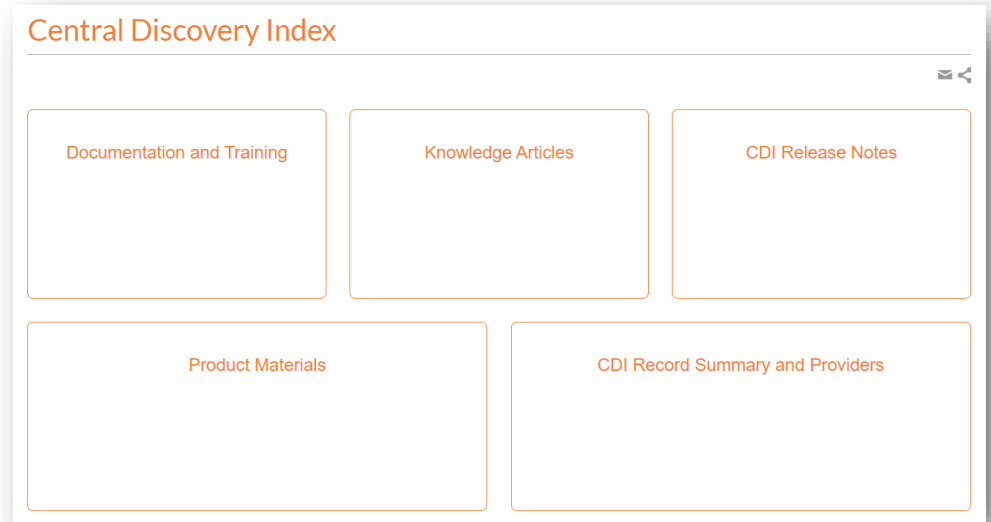 Central Discovery Index
Documentation and Training
Knowledge Articles
CDI Release Notes
Product Materials
CDI Record Summary and Providers